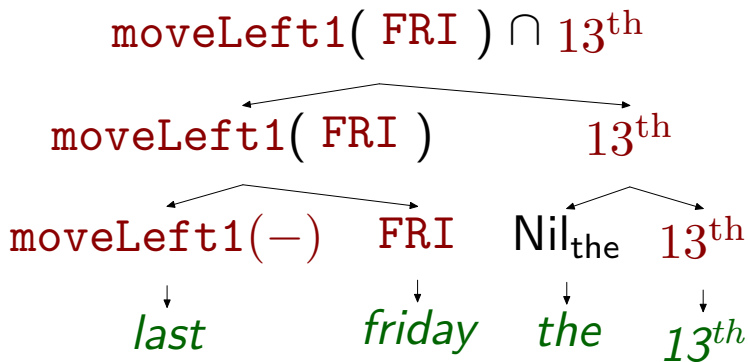 moveLeft1( FRI ) ∩ 13th
moveLeft1( FRI ) 13th
moveLeft1(−) FRI Nilthe 13th
last friday the 13th